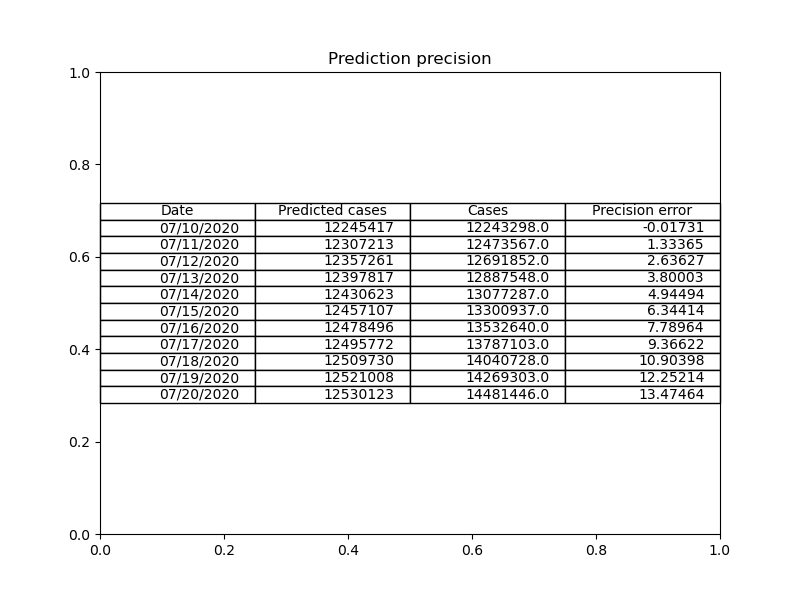 Prediction precision
1.0
0.8
Date Predicted cases Cases Precision error
07/10/2020 12245417 12243298.0 -0.01731
07/11/2020 12307213 12473567.0 1.33365
0.6
07/12/2020 12357261 12691852.0 2.63627
07/13/2020 12397817 12887548.0 3.80003
07/14/2020 12430623 13077287.0 4.94494
07/15/2020 12457107 13300937.0 6.34414
07/16/2020 12478496 13532640.0 7.78964
07/17/2020 12495772 13787103.0 9.36622
0.4
07/18/2020 12509730 14040728.0 10.90398
07/19/2020 12521008 14269303.0 12.25214
07/20/2020 12530123 14481446.0 13.47464
0.2
0.0
0.0 0.2 0.4 0.6 0.8 1.0